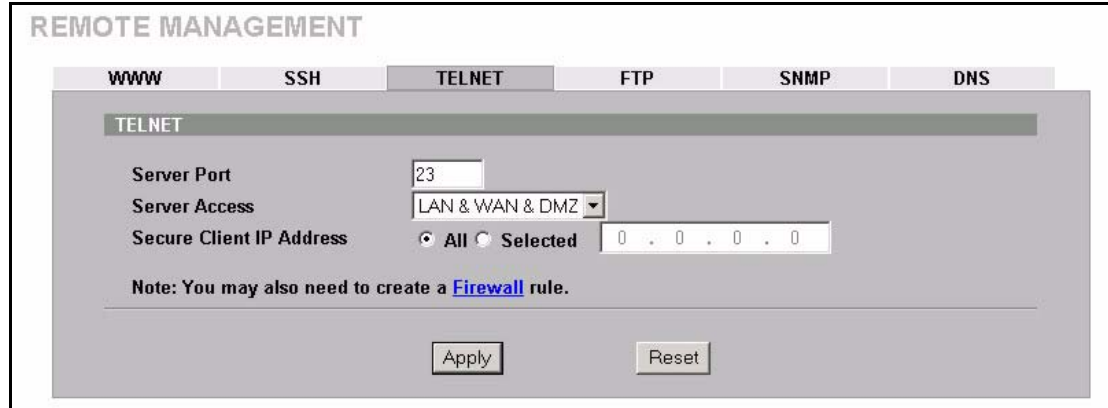 REMOTE MANAGEMENT
WWW SSH TELNET FTP SNMP DNS
TELNET
Server Port 23
Server Access LAN & WAN & DMZ
Secure Client IP Address All Selected 0 . 0 . 0 . 0
Note: You may also need to create a Firewall rule.
Apply Reset